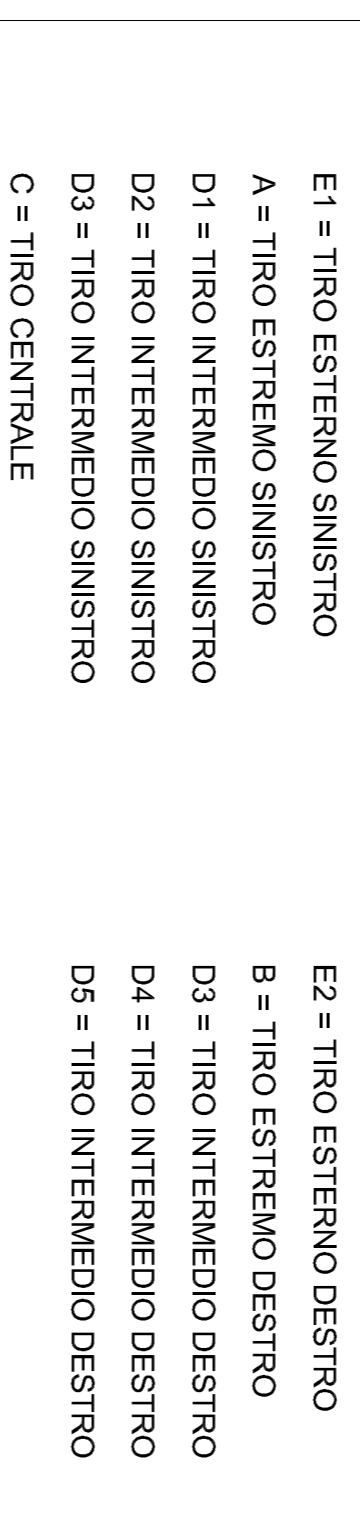 E1 = TIRO ESTERNO SINISTRO
A = TIRO ESTREMO SINISTRO
D1 = TIRO INTERMEDIO SINISTRO
D2 = TIRO INTERMEDIO SINISTRO
D3 = TIRO INTERMEDIO SINISTRO
C = TIRO CENTRALE
E2 = TIRO ESTERNO DESTRO
B = TIRO ESTREMO DESTRO
D3 = TIRO INTERMEDIO DESTRO
D4 = TIRO INTERMEDIO DESTRO
D5 = TIRO INTERMEDIO DESTRO